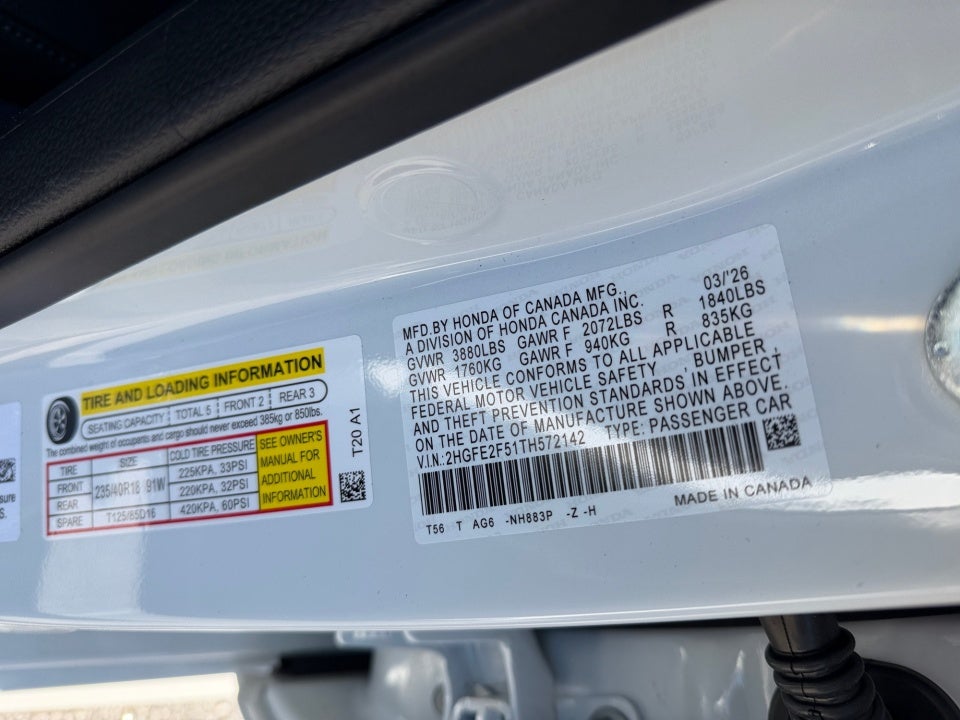 TIRE AND LOADING INFORMATION
SEATING CAPACITY TOTAL 5 FRONT 2 REAR 3
The combined weight of occupants and cargo should never exceed 385kg or 850lbs.
TIRE SIZE COLD TIRE PRESSURE
FRONT 235/40R18 91W 225KPA, 33PSI
REAR 220KPA, 32PSI
SPARE T125/85D16 420KPA, 60PSI
SEE OWNER'S
MANUAL FOR
ADDITIONAL
INFORMATION
T20 A1
MFD.BY HONDA OF CANADA MFG., 03/'26
A DIVISION OF HONDA CANADA INC.
GVWR 3880LBS GAWR F 2072LBS R 1840LBS
GVWR 1760KG GAWR F 940KG R 835KG
THIS VEHICLE CONFORMS TO ALL APPLICABLE
FEDERAL MOTOR VEHICLE SAFETY , BUMPER ,
AND THEFT PREVENTION STANDARDS IN EFFECT
ON THE DATE OF MANUFACTURE SHOWN ABOVE.
V.I.N.:2HGFE2F51TH572142 TYPE: PASSENGER CAR
MADE IN CANADA
T56 T AG6 -NH883P -Z -H